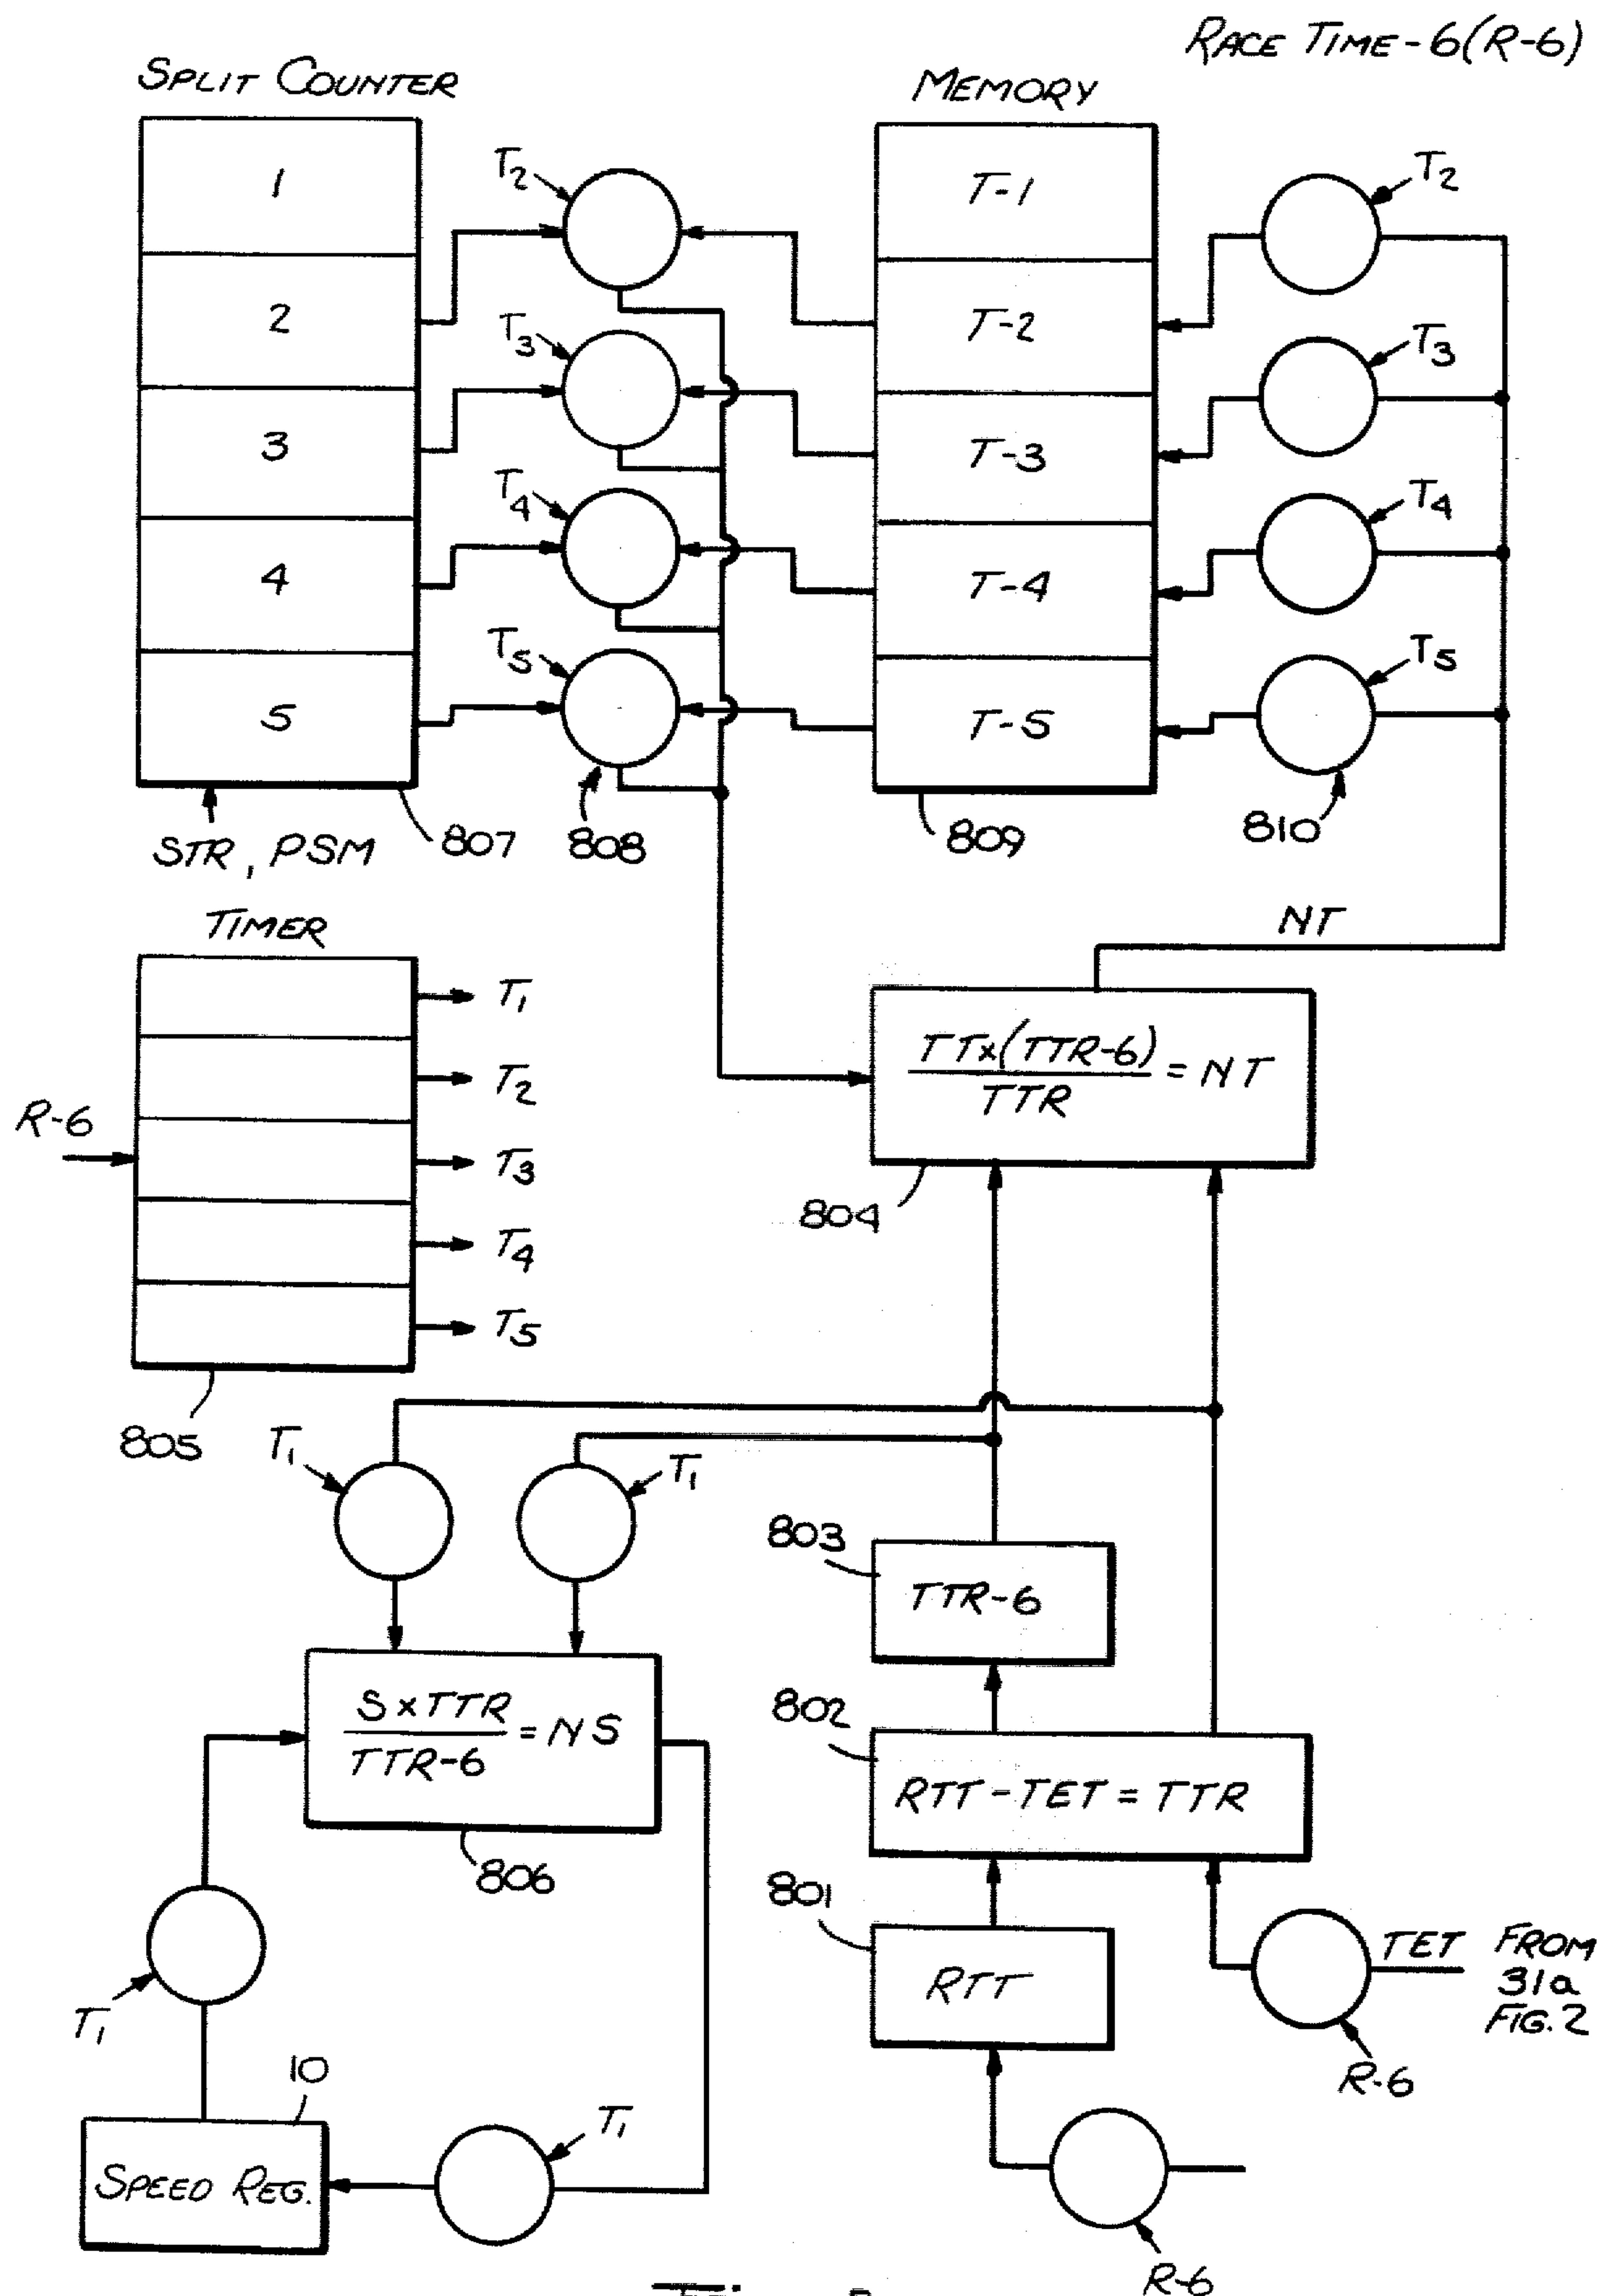 RACE TIME-6(R-6)
SPLIT COUNTER
MEMORY
1
2
3
4
5
T2
T3
T4
T5
T-1
T-2
T-3
T-4
T-5
T2
T3
T4
T5
STR, PSM
807
808
809
810
NT
TIMER
R-6
T1
T2
T3
T4
T5
805
TTx(TTR-6)
TTR
= NT
804
T1
T1
803
TTR-6
S x TTR
TTR-6
= NS
806
802
RTT - TET = TTR
801
RTT
TET FROM
31a
FIG. 2
R-6
T1
10
SPEED REG.
T1
R-6